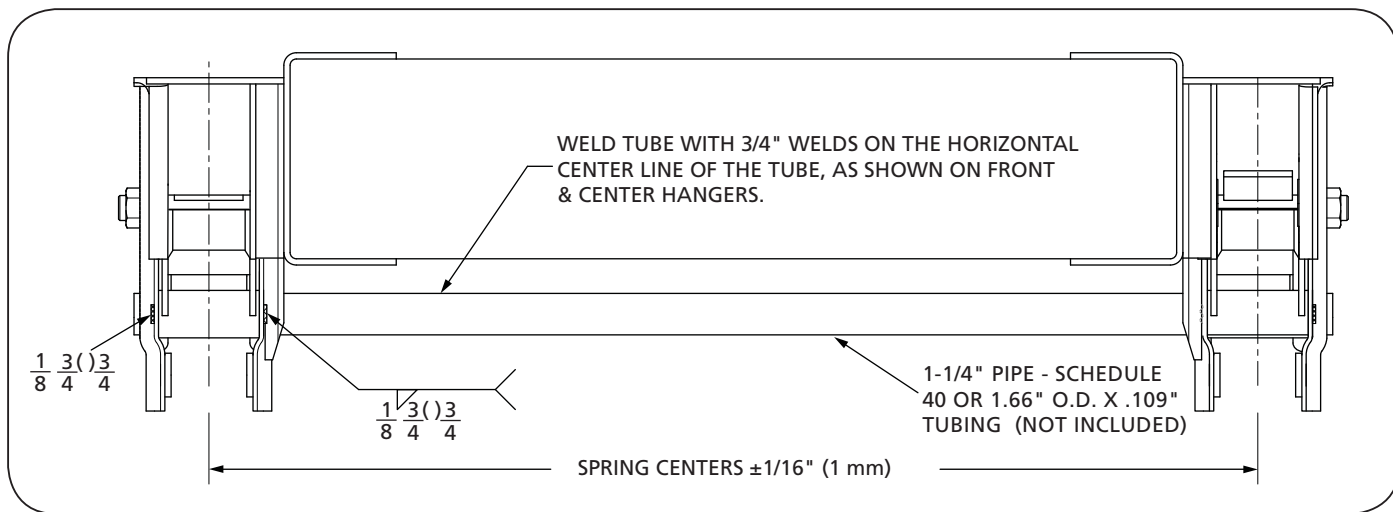 WELD TUBE WITH 3/4" WELDS ON THE HORIZONTAL
CENTER LINE OF THE TUBE, AS SHOWN ON FRONT
& CENTER HANGERS.
1/8 3/4 ( ) 3/4
1/8 3/4 ( ) 3/4
1-1/4" PIPE - SCHEDULE
40 OR 1.66" O.D. X .109"
TUBING (NOT INCLUDED)
SPRING CENTERS ±1/16" (1 mm)